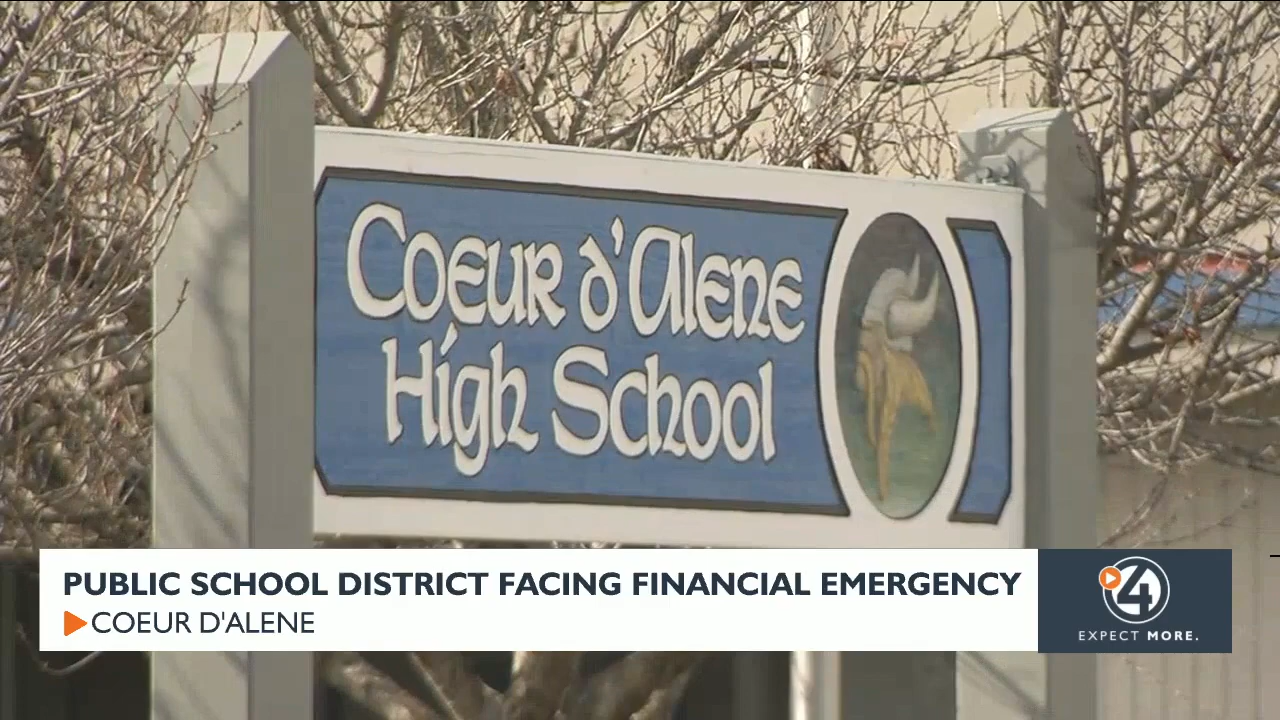 Coeur d'Alene
High School
PUBLIC SCHOOL DISTRICT FACING FINANCIAL EMERGENCY
COEUR D'ALENE
4
EXPECT MORE.